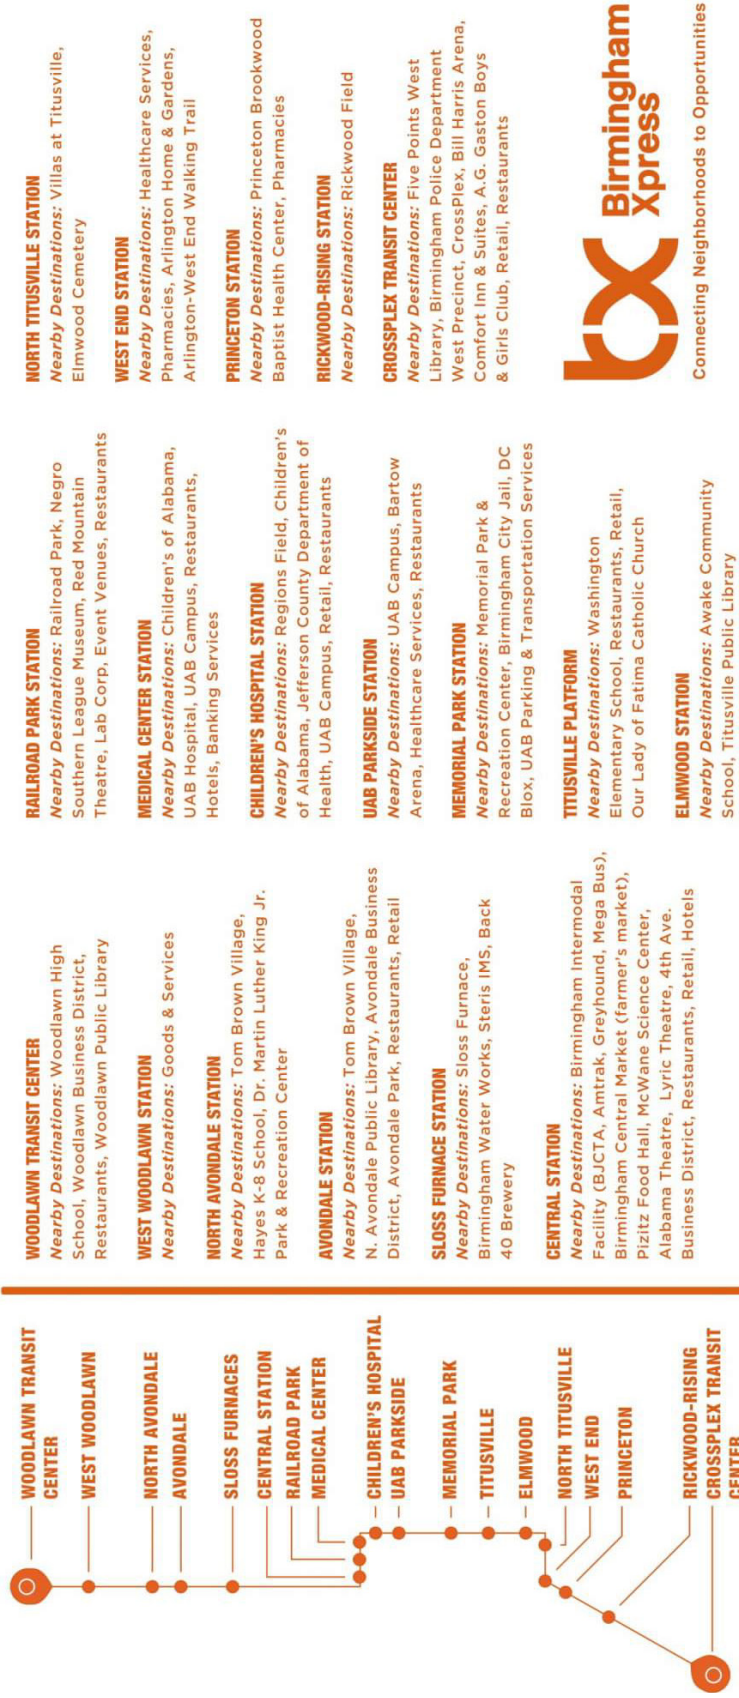 WOODLAWN TRANSIT
CENTER
WEST WOODLAWN
NORTH AVONDALE
AVONDALE
SLOSS FURNACES
CENTRAL STATION
RAILROAD PARK
MEDICAL CENTER
CHILDREN'S HOSPITAL
UAB PARKSIDE
MEMORIAL PARK
TITUSVILLE
ELMWOOD
NORTH TITUSVILLE
WEST END
PRINCETON
RICKWOOD-RISING
CROSSPLEX TRANSIT
CENTER
WOODLAWN TRANSIT CENTER
Nearby Destinations: Woodlawn High
School, Woodlawn Business District,
Restaurants, Woodlawn Public Library
WEST WOODLAWN STATION
Nearby Destinations: Goods & Services
NORTH AVONDALE STATION
Nearby Destinations: Tom Brown Village,
Hayes K-8 School, Dr. Martin Luther King Jr.
Park & Recreation Center
AVONDALE STATION
Nearby Destinations: Tom Brown Village,
N. Avondale Public Library, Avondale Business
District, Avondale Park, Restaurants, Retail
SLOSS FURNACE STATION
Nearby Destinations: Sloss Furnace,
Birmingham Water Works, Steris IMS, Back
40 Brewery
CENTRAL STATION
Nearby Destinations: Birmingham Intermodal
Facility (BJCTA, Amtrak, Greyhound, Mega Bus),
Birmingham Central Market (farmer's market),
Pizitz Food Hall, McWane Science Center,
Alabama Theatre, Lyric Theatre, 4th Ave.
Business District, Restaurants, Retail, Hotels
RAILROAD PARK STATION
Nearby Destinations: Railroad Park, Negro
Southern League Museum, Red Mountain
Theatre, Lab Corp, Event Venues, Restaurants
MEDICAL CENTER STATION
Nearby Destinations: Children's of Alabama,
UAB Hospital, UAB Campus, Restaurants,
Hotels, Banking Services
CHILDREN'S HOSPITAL STATION
Nearby Destinations: Regions Field, Children's
of Alabama, Jefferson County Department of
Health, UAB Campus, Retail, Restaurants
UAB PARKSIDE STATION
Nearby Destinations: UAB Campus, Bartow
Arena, Healthcare Services, Restaurants
MEMORIAL PARK STATION
Nearby Destinations: Memorial Park &
Recreation Center, Birmingham City Jail, DC
Blox, UAB Parking & Transportation Services
TITUSVILLE PLATFORM
Nearby Destinations: Washington
Elementary School, Restaurants, Retail,
Our Lady of Fatima Catholic Church
ELMWOOD STATION
Nearby Destinations: Awake Community
School, Titusville Public Library
NORTH TITUSVILLE STATION
Nearby Destinations: Villas at Titusville,
Elmwood Cemetery
WEST END STATION
Nearby Destinations: Healthcare Services,
Pharmacies, Arlington Home & Gardens,
Arlington-West End Walking Trail
PRINCETON STATION
Nearby Destinations: Princeton Brookwood
Baptist Health Center, Pharmacies
RICKWOOD-RISING STATION
Nearby Destinations: Rickwood Field
CROSSPLEX TRANSIT CENTER
Nearby Destinations: Five Points West
Library, Birmingham Police Department
West Precinct, CrossPlex, Bill Harris Arena,
Comfort Inn & Suites, A.G. Gaston Boys
& Girls Club, Retail, Restaurants
bx Birmingham
Xpress
Connecting Neighborhoods to Opportunities